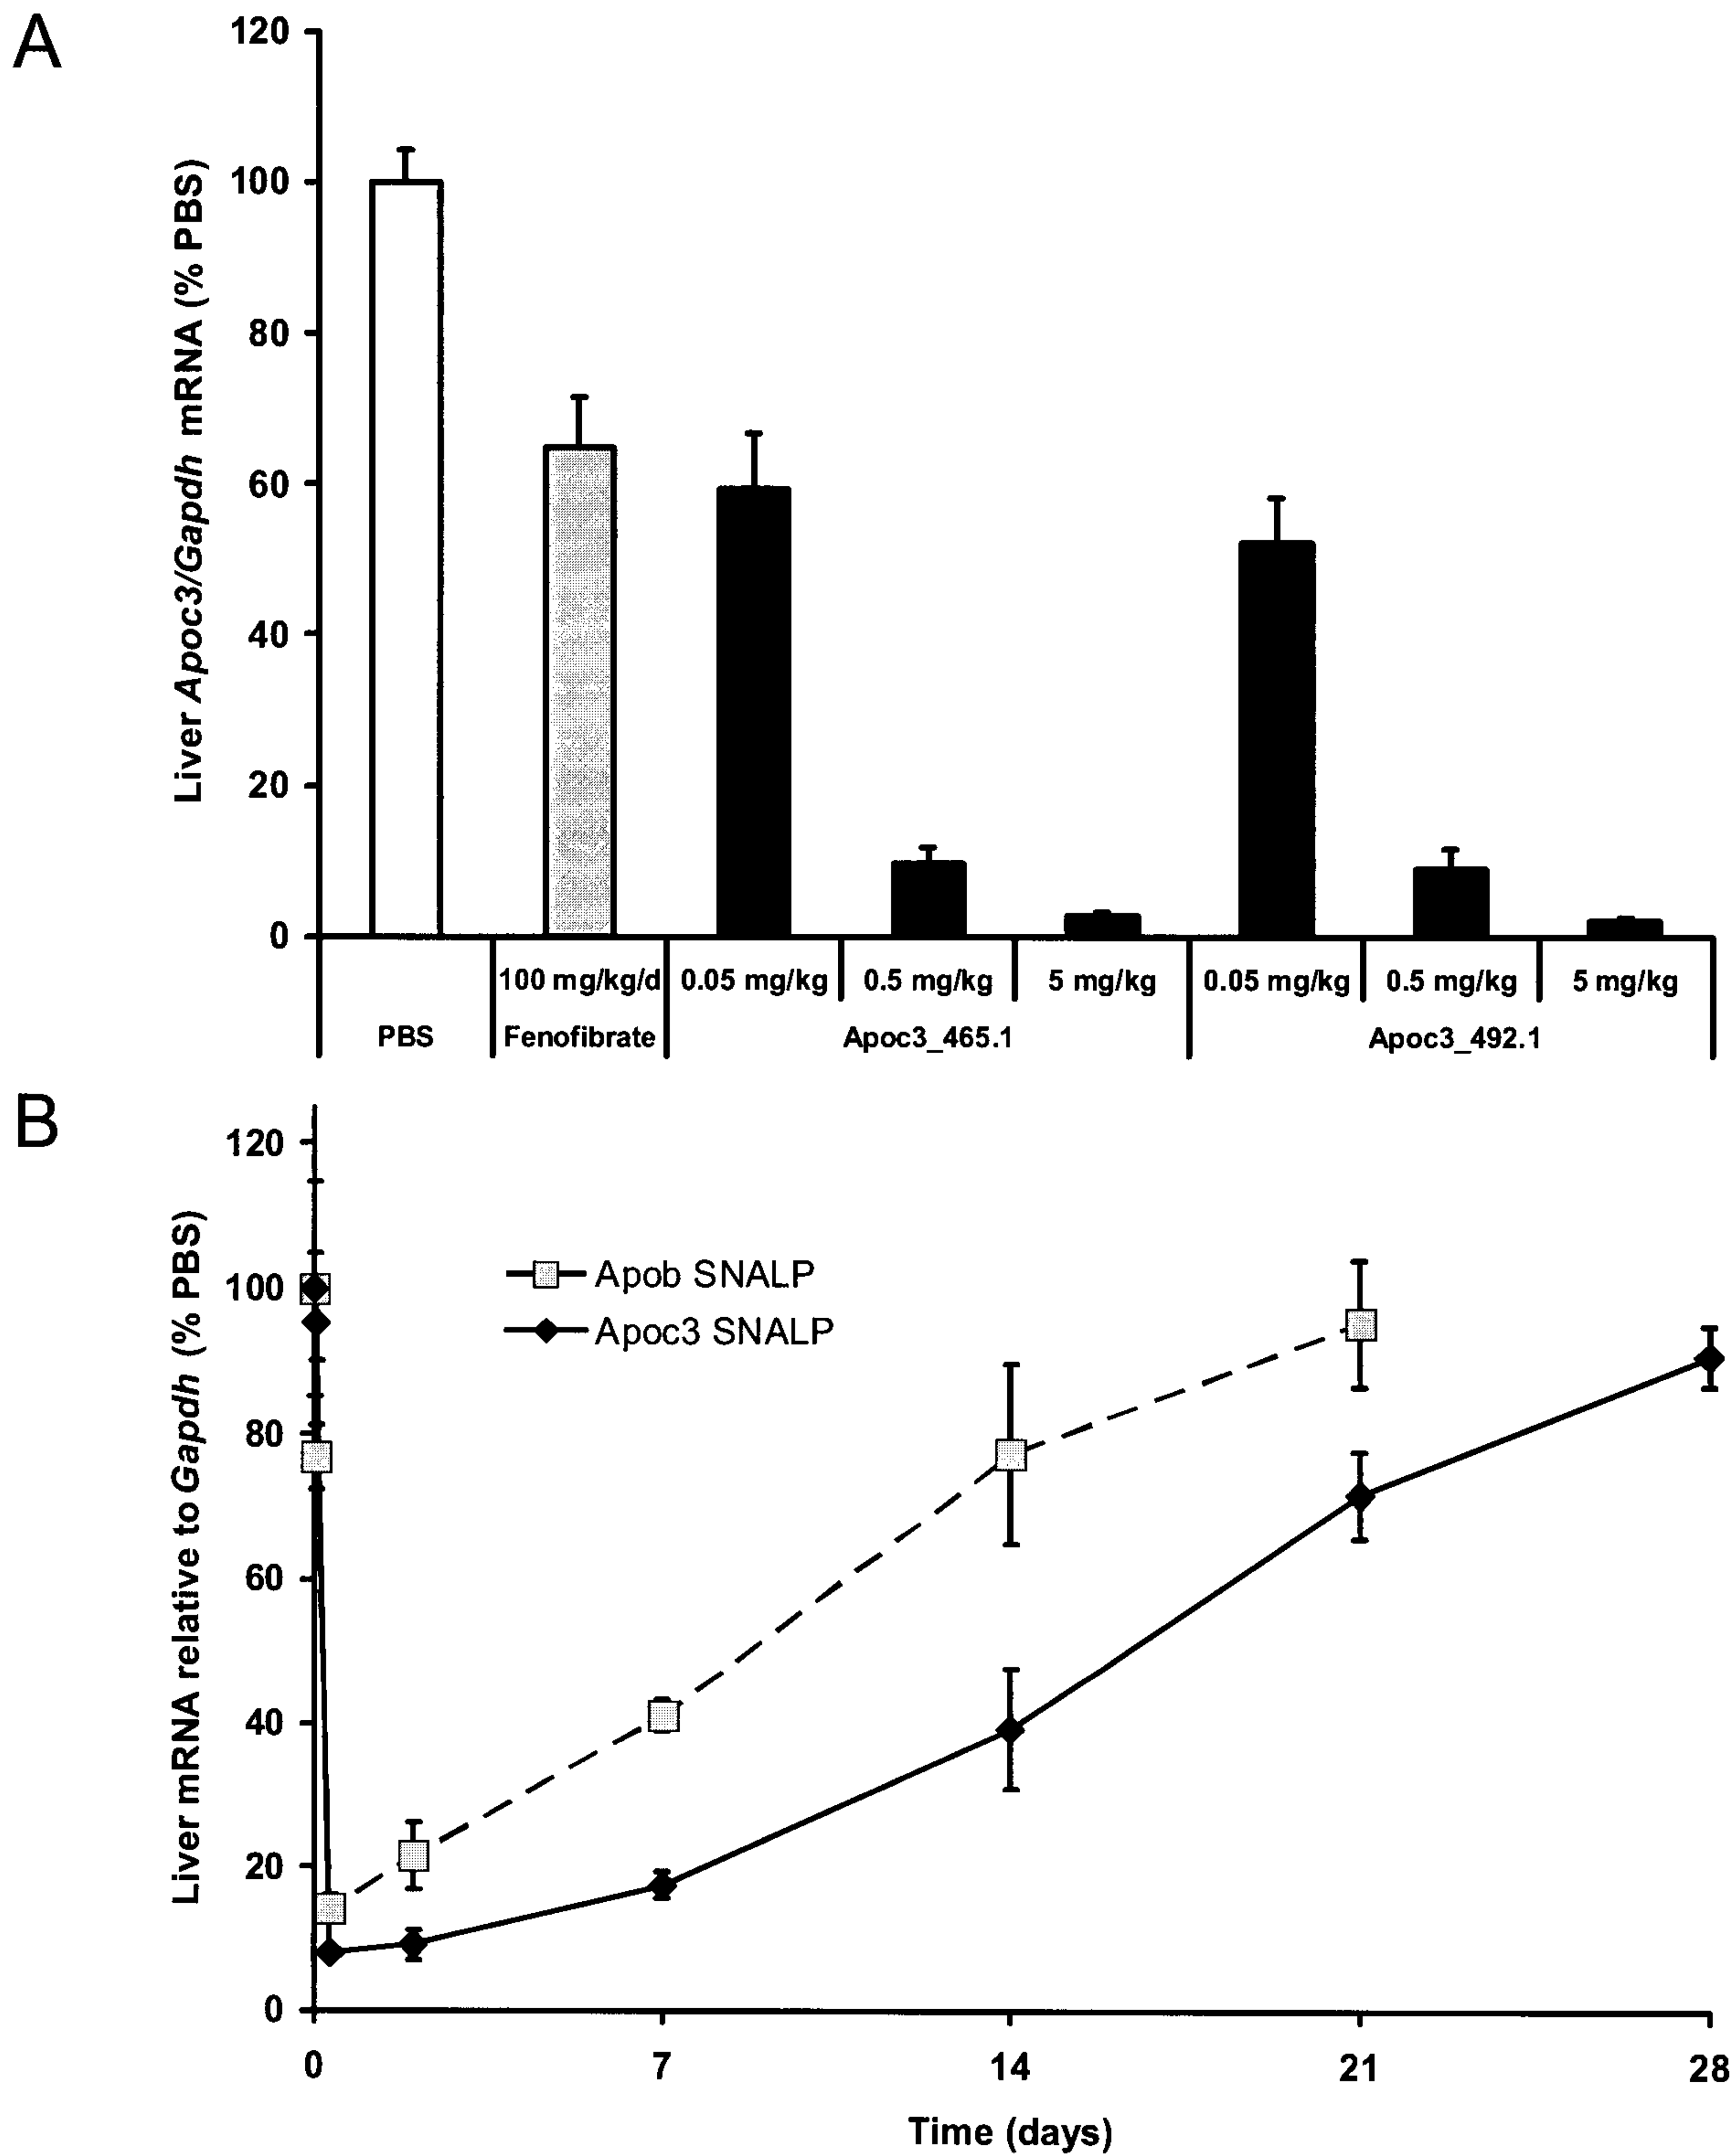 A
Liver Apoc3/Gapdh mRNA (% PBS)
120
100
80
60
40
20
0
100 mg/kg/d 0.05 mg/kg 0.5 mg/kg 5 mg/kg 0.05 mg/kg 0.5 mg/kg 5 mg/kg
PBS Fenofibrate Apoc3_465.1 Apoc3_492.1
B
Liver mRNA relative to Gapdh (% PBS)
120
100
80
60
40
20
0
Apob SNALP
Apoc3 SNALP
0 7 14 21 28
Time (days)